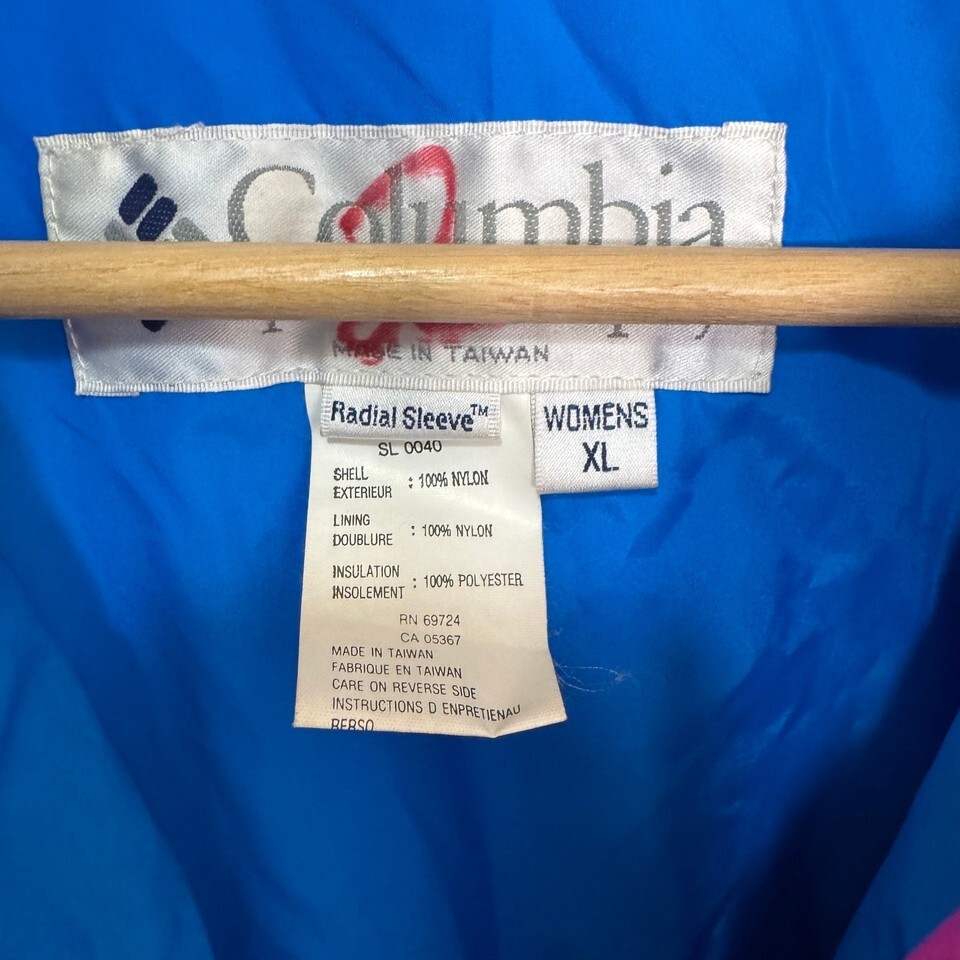 Columbia
MADE IN TAIWAN
Radial Sleeve™
WOMENS
XL
SL 0040
SHELL
EXTERIEUR : 100% NYLON
LINING
DOUBLURE : 100% NYLON
INSULATION
INSOLEMENT : 100% POLYESTER
RN 69724
CA 05367
MADE IN TAIWAN
FABRIQUE EN TAIWAN
CARE ON REVERSE SIDE
INSTRUCTIONS D ENPRETIENAU
RERSO